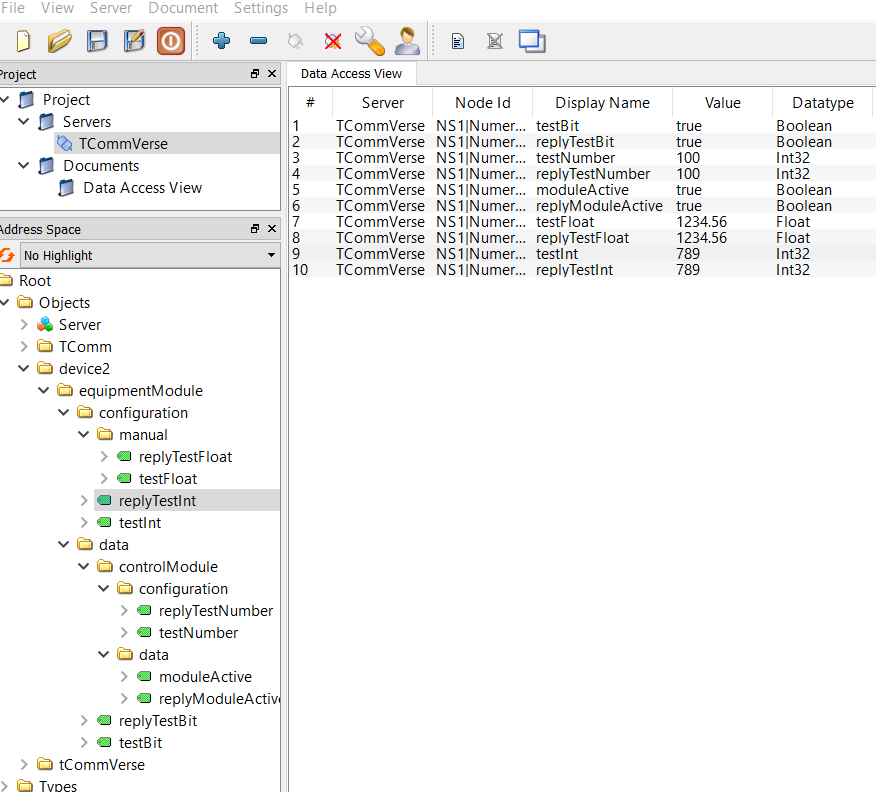 File View Server Document Settings Help
Project
Data Access View
Project
Servers
TCommVerse
Documents
Data Access View
Address Space
No Highlight
Root
Objects
Server
TComm
device2
equipmentModule
configuration
manual
replyTestFloat
testFloat
replyTestInt
testInt
data
controlModule
configuration
replyTestNumber
testNumber
data
moduleActive
replyModuleActive
replyTestBit
testBit
tCommVerse
Types
# Server Node Id Display Name Value Datatype
1 TCommVerse NS1|Numer... testBit true Boolean
2 TCommVerse NS1|Numer... replyTestBit true Boolean
3 TCommVerse NS1|Numer... testNumber 100 Int32
4 TCommVerse NS1|Numer... replyTestNumber 100 Int32
5 TCommVerse NS1|Numer... moduleActive true Boolean
6 TCommVerse NS1|Numer... replyModuleActive true Boolean
7 TCommVerse NS1|Numer... testFloat 1234.56 Float
8 TCommVerse NS1|Numer... replyTestFloat 1234.56 Float
9 TCommVerse NS1|Numer... testInt 789 Int32
10 TCommVerse NS1|Numer... replyTestInt 789 Int32